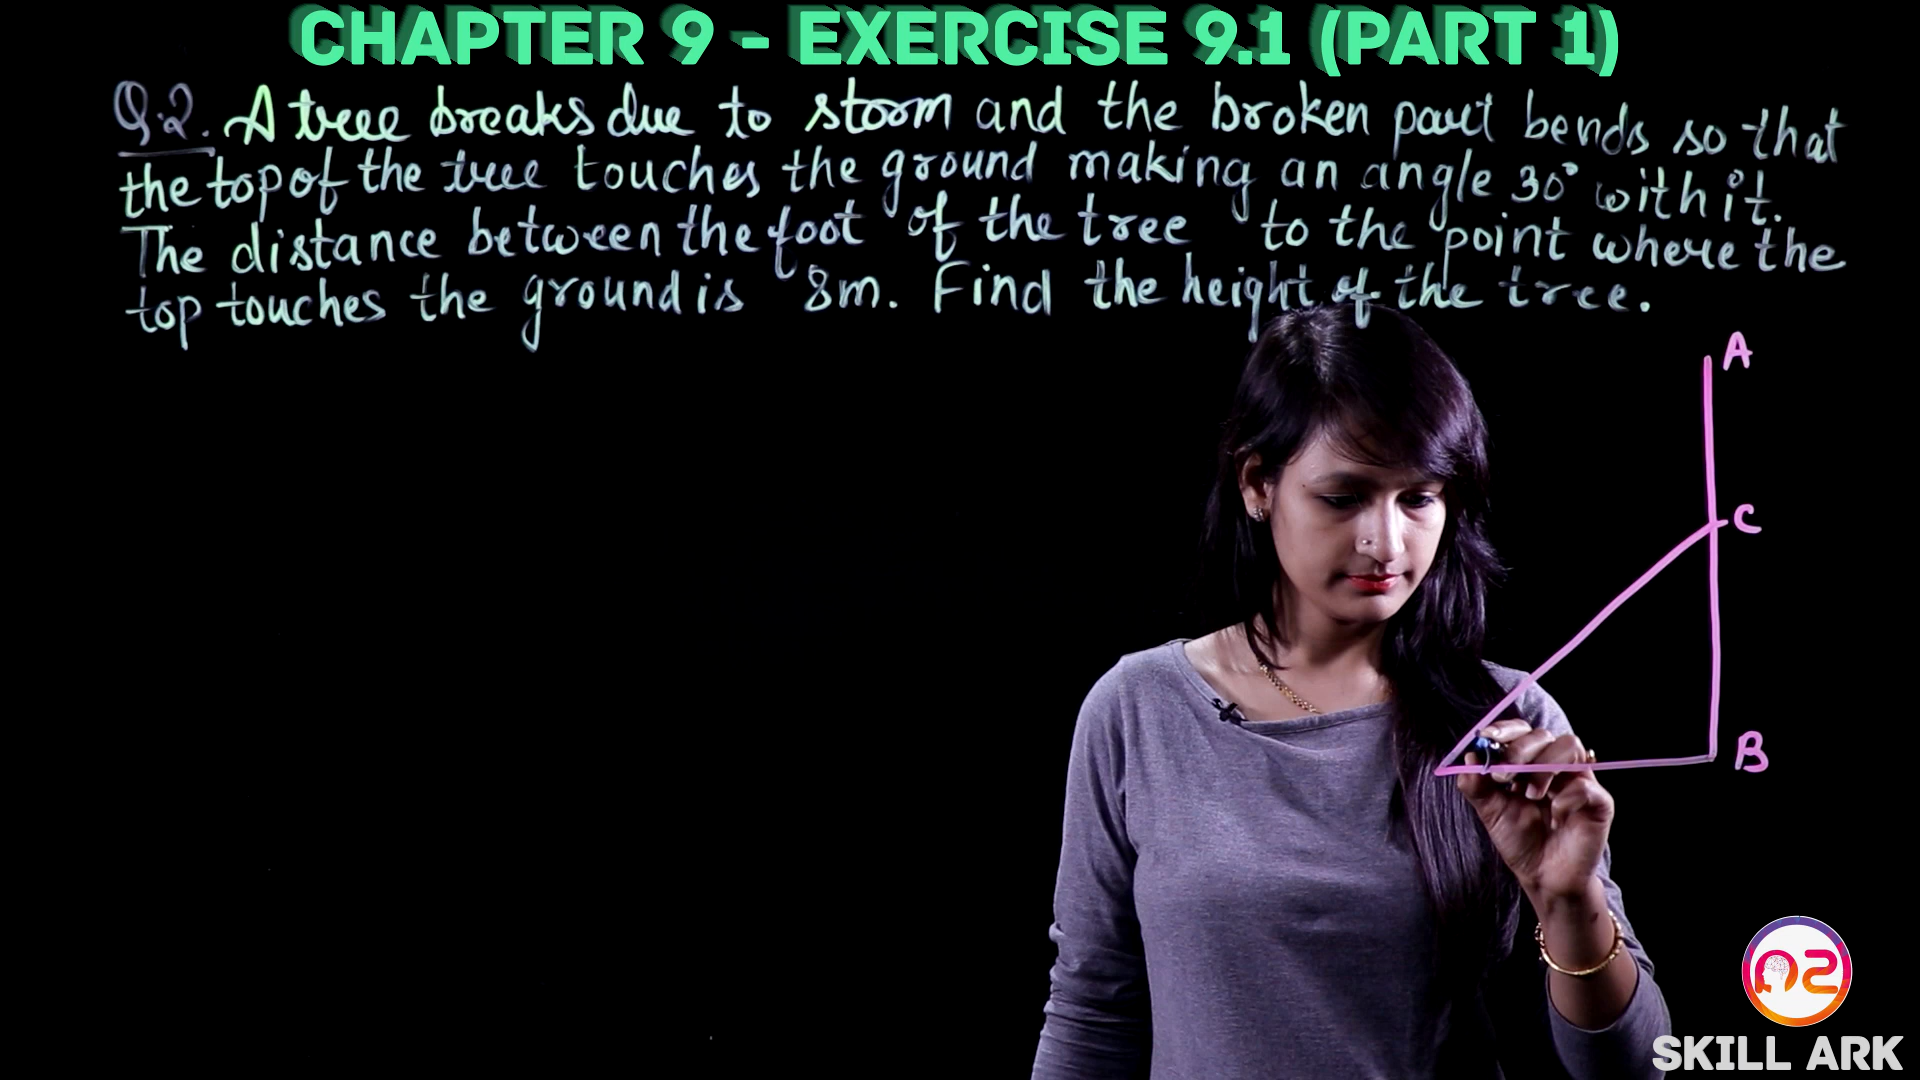 CHAPTER 9 - EXERCISE 9.1 (PART 1)
Q.2. A tree breaks due to storm and the broken part bends so that
the top of the tree touches the ground making an angle 30° with it.
The distance between the foot of the tree to the point where the
top touches the ground is 8m. Find the height of the tree.
A
C
B
SKILL ARK